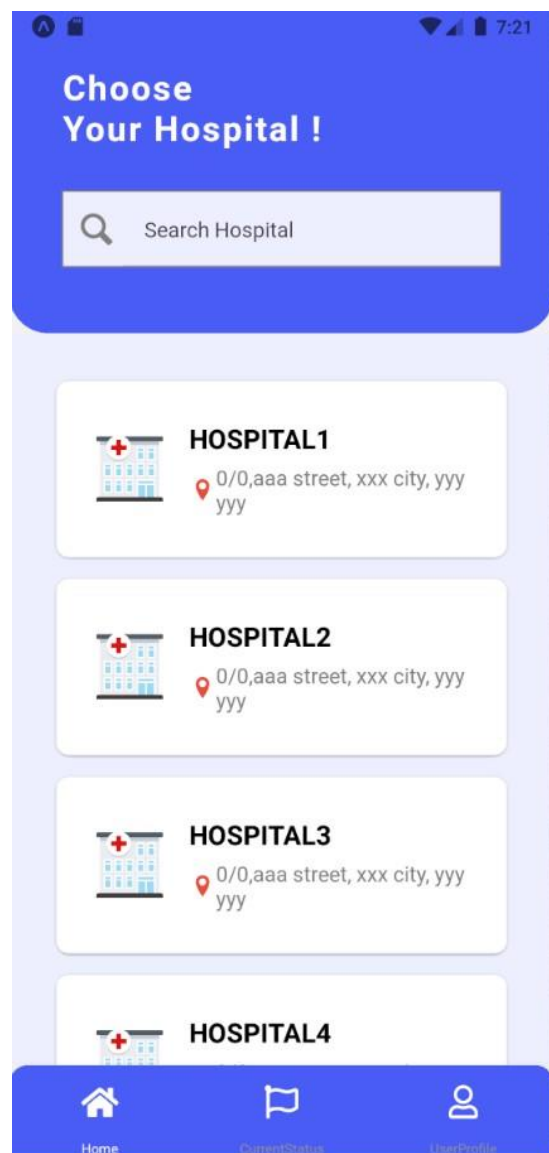 7:21
Choose
Your Hospital !
Search Hospital
HOSPITAL1
0/0,aaa street, xxx city, yyy
yyy
HOSPITAL2
0/0,aaa street, xxx city, yyy
yyy
HOSPITAL3
0/0,aaa street, xxx city, yyy
yyy
HOSPITAL4
Home
CurrentStatus
UserProfile